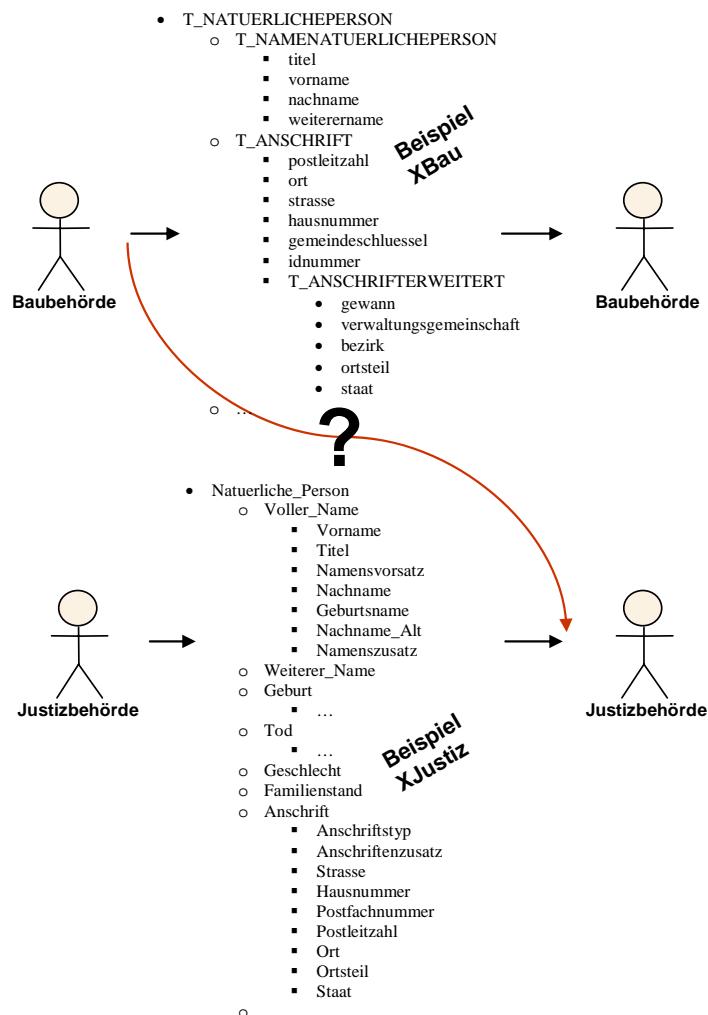 • T_NATUERLICHEPERSON
o T_NAMENATUERLICHEPERSON
▪ titel
▪ vorname
▪ nachname
▪ weiterername
o T_ANSCHRIFT
▪ postleitzahl
▪ ort
▪ strasse
▪ hausnummer
▪ gemeindeschluessel
▪ idnummer
▪ T_ANSCHRIFTERWEITERT
• gewann
• verwaltungsgemeinschaft
• bezirk
• ortsteil
• staat
o …
Beispiel
XBau
Baubehörde
Baubehörde
?
• Natuerliche_Person
o Voller_Name
▪ Vorname
▪ Titel
▪ Namensvorsatz
▪ Nachname
▪ Geburtsname
▪ Nachname_Alt
▪ Namenszusatz
o Weiterer_Name
o Geburt
▪ …
o Tod
▪ …
o Geschlecht
o Familienstand
o Anschrift
▪ Anschriftstyp
▪ Anschriftenzusatz
▪ Strasse
▪ Hausnummer
▪ Postfachnummer
▪ Postleitzahl
▪ Ort
▪ Ortsteil
▪ Staat
o
Beispiel
XJustiz
Justizbehörde
Justizbehörde